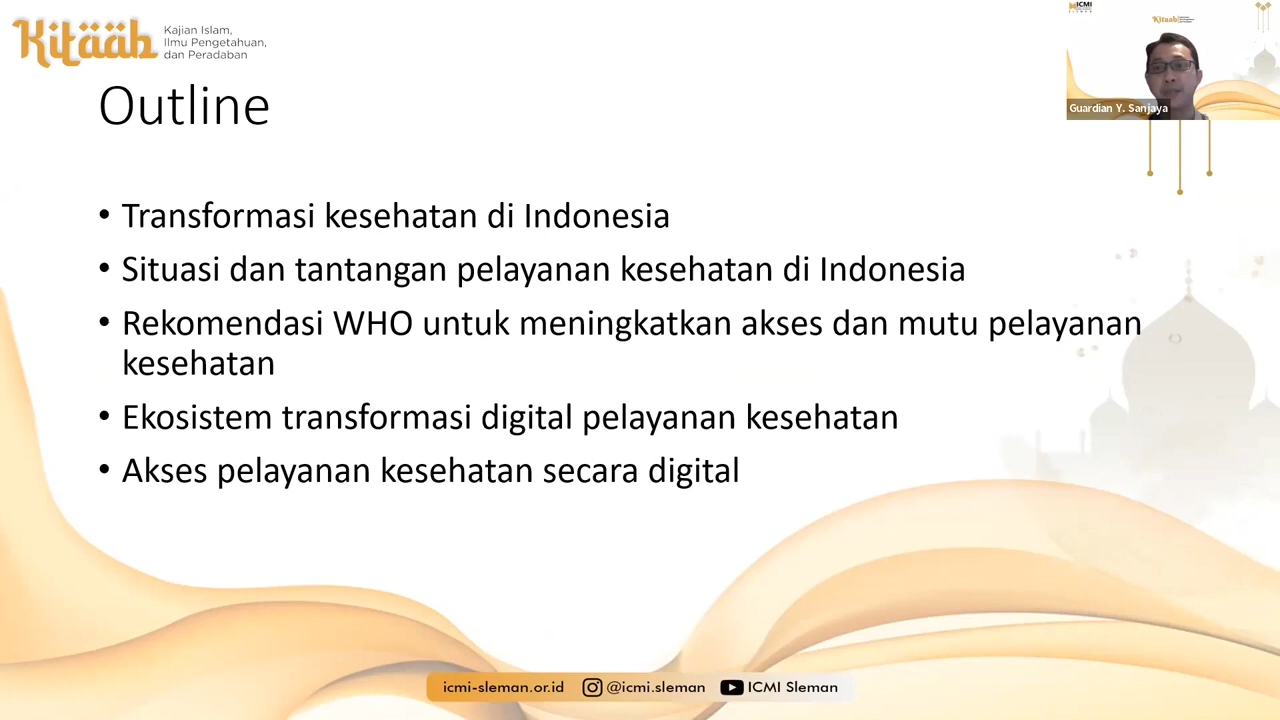 Kitaab
Kajian Islam,
Ilmu Pengetahuan,
dan Peradaban
ICMI
Kitaab
Guardian Y. Sanjaya
Outline
• Transformasi kesehatan di Indonesia
• Situasi dan tantangan pelayanan kesehatan di Indonesia
• Rekomendasi WHO untuk meningkatkan akses dan mutu pelayanan
kesehatan
• Ekosistem transformasi digital pelayanan kesehatan
• Akses pelayanan kesehatan secara digital
icmi-sleman.or.id @icmi.sleman ICMI Sleman